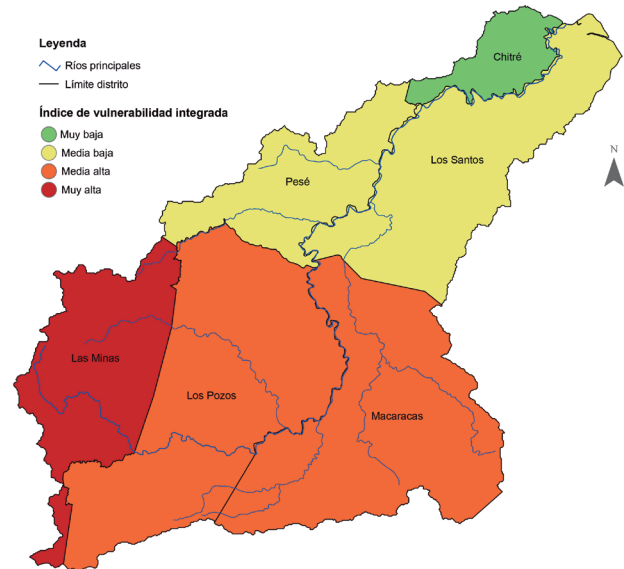 Leyenda
Ríos principales
Límite distrito
Índice de vulnerabilidad integrada
Muy baja
Media baja
Media alta
Muy alta
Chitré
Los Santos
Pesé
N
Las Minas
Los Pozos
Macaracas